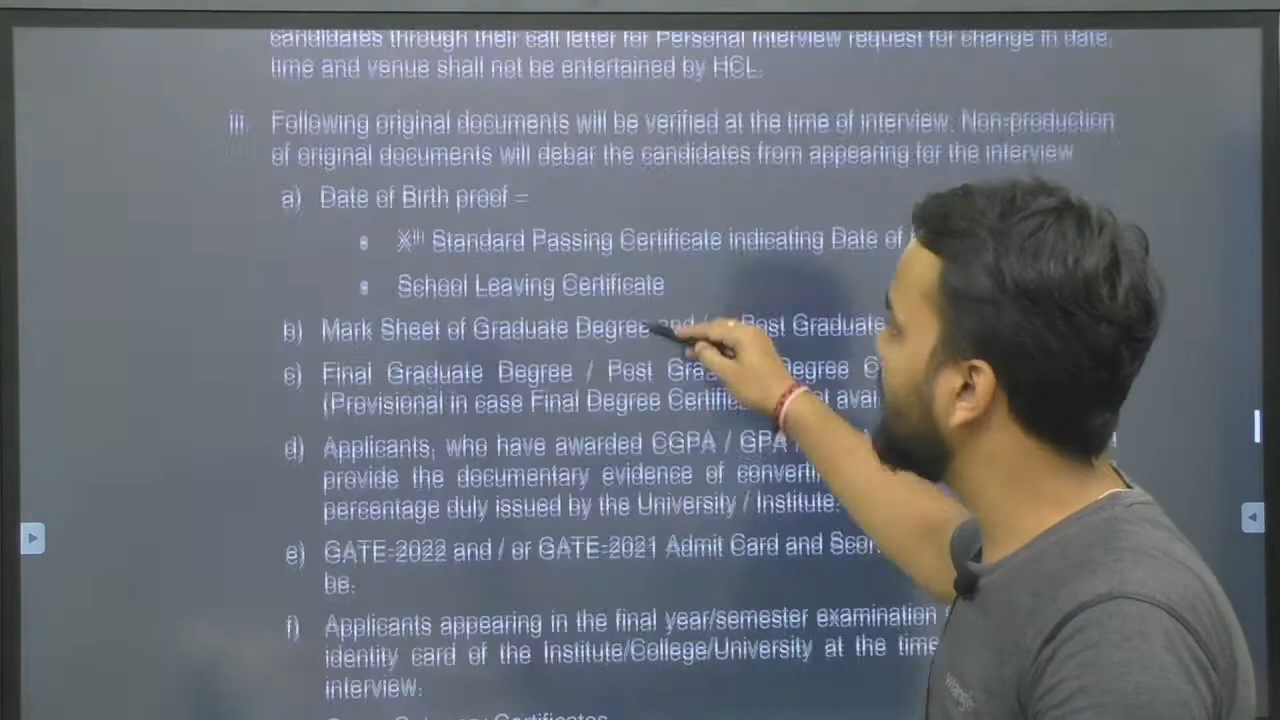 candidates through their call letter for Personal Interview request for change in date,
time and venue shall not be entertained by HCL.
iii. Following original documents will be verified at the time of interview. Non-production
of original documents will debar the candidates from appearing for the interview
a) Date of Birth proof =
Xth Standard Passing Certificate indicating Date of
School Leaving Certificate
b) Mark Sheet of Graduate Degree and Post Graduate
c) Final Graduate Degree / Post Degree
(Provisional in case Final Degree
d) Applicants, who have awarded CGPA / GPA
provide the documentary evidence of
percentage duly issued by the University / Institute.
e) GATE-2022 and / or GATE-2021 Admit Card and
be.
f) Applicants appearing in the final year/semester examination
identity card of the Institute/College/University at the time
interview.
Certificates
wrangler